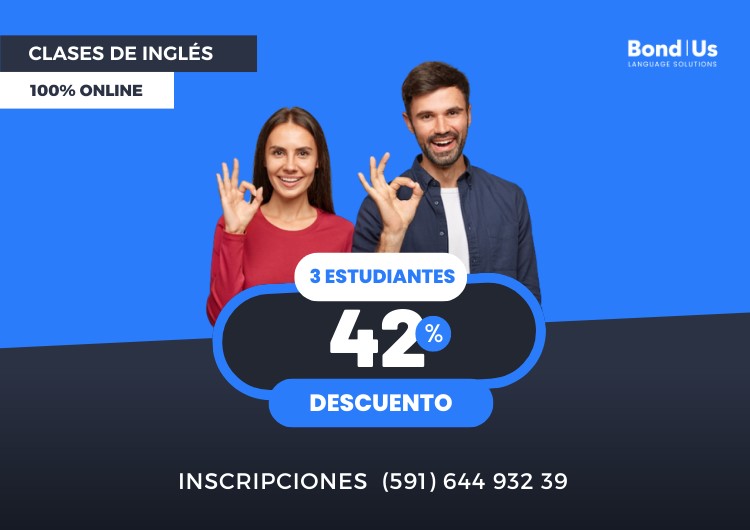 CLASES DE INGLÉS
100% ONLINE
Bond|Us
LANGUAGE SOLUTIONS
3 ESTUDIANTES
42%
DESCUENTO
INSCRIPCIONES (591) 644 932 39